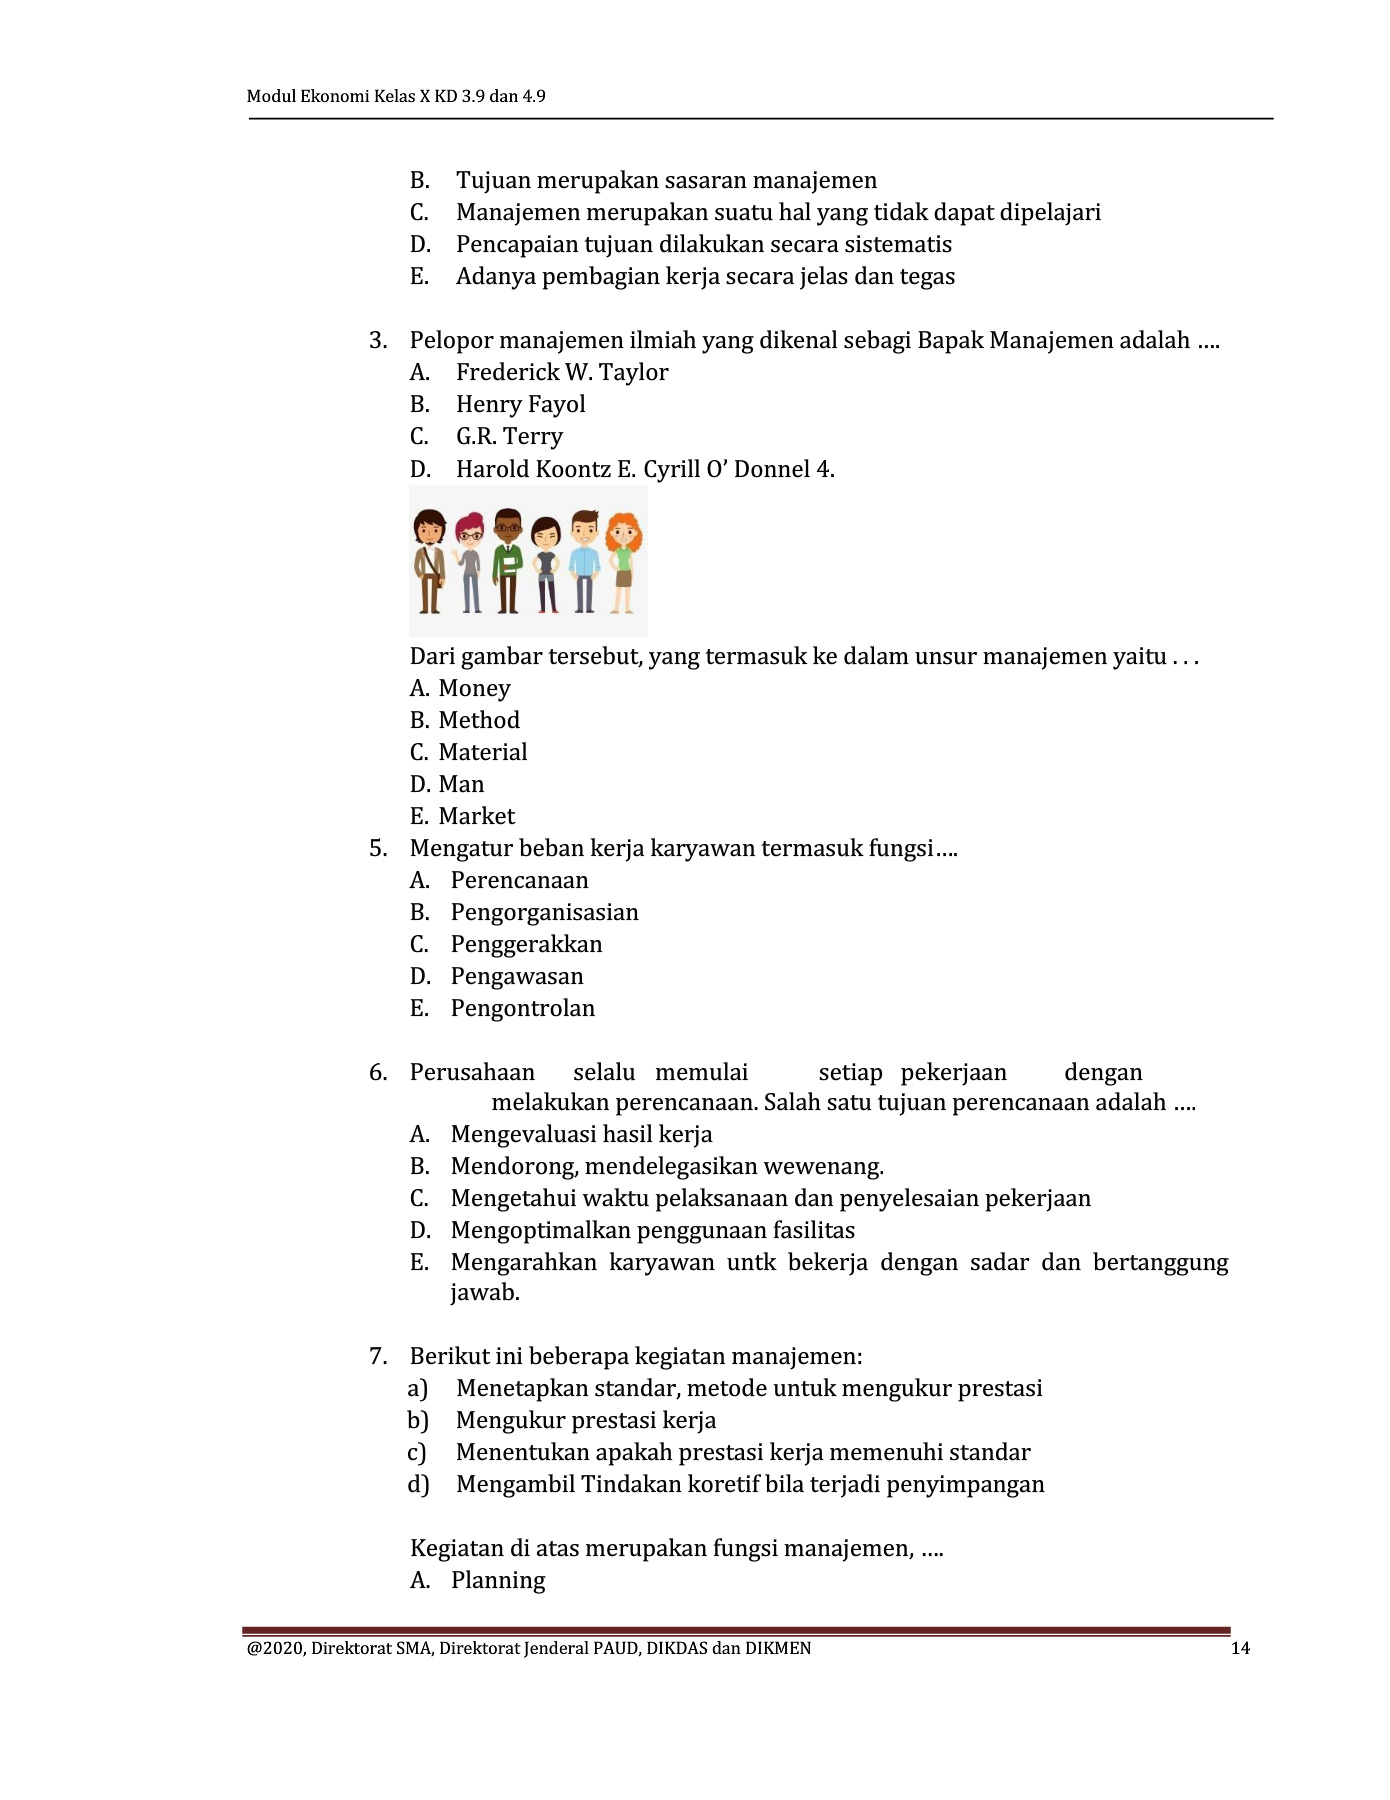 Modul Ekonomi Kelas X KD 3.9 dan 4.9
B. Tujuan merupakan sasaran manajemen
C. Manajemen merupakan suatu hal yang tidak dapat dipelajari
D. Pencapaian tujuan dilakukan secara sistematis
E. Adanya pembagian kerja secara jelas dan tegas
3. Pelopor manajemen ilmiah yang dikenal sebagi Bapak Manajemen adalah ....
A. Frederick W. Taylor
B. Henry Fayol
C. G.R. Terry
D. Harold Koontz E. Cyrill O’ Donnel 4.
Dari gambar tersebut, yang termasuk ke dalam unsur manajemen yaitu . . .
A. Money
B. Method
C. Material
D. Man
E. Market
5. Mengatur beban kerja karyawan termasuk fungsi....
A. Perencanaan
B. Pengorganisasian
C. Penggerakkan
D. Pengawasan
E. Pengontrolan
6. Perusahaan selalu memulai setiap pekerjaan dengan
melakukan perencanaan. Salah satu tujuan perencanaan adalah ....
A. Mengevaluasi hasil kerja
B. Mendorong, mendelegasikan wewenang.
C. Mengetahui waktu pelaksanaan dan penyelesaian pekerjaan
D. Mengoptimalkan penggunaan fasilitas
E. Mengarahkan karyawan untk bekerja dengan sadar dan bertanggung
jawab.
7. Berikut ini beberapa kegiatan manajemen:
a) Menetapkan standar, metode untuk mengukur prestasi
b) Mengukur prestasi kerja
c) Menentukan apakah prestasi kerja memenuhi standar
d) Mengambil Tindakan koretif bila terjadi penyimpangan
Kegiatan di atas merupakan fungsi manajemen, ....
A. Planning
@2020, Direktorat SMA, Direktorat Jenderal PAUD, DIKDAS dan DIKMEN 14